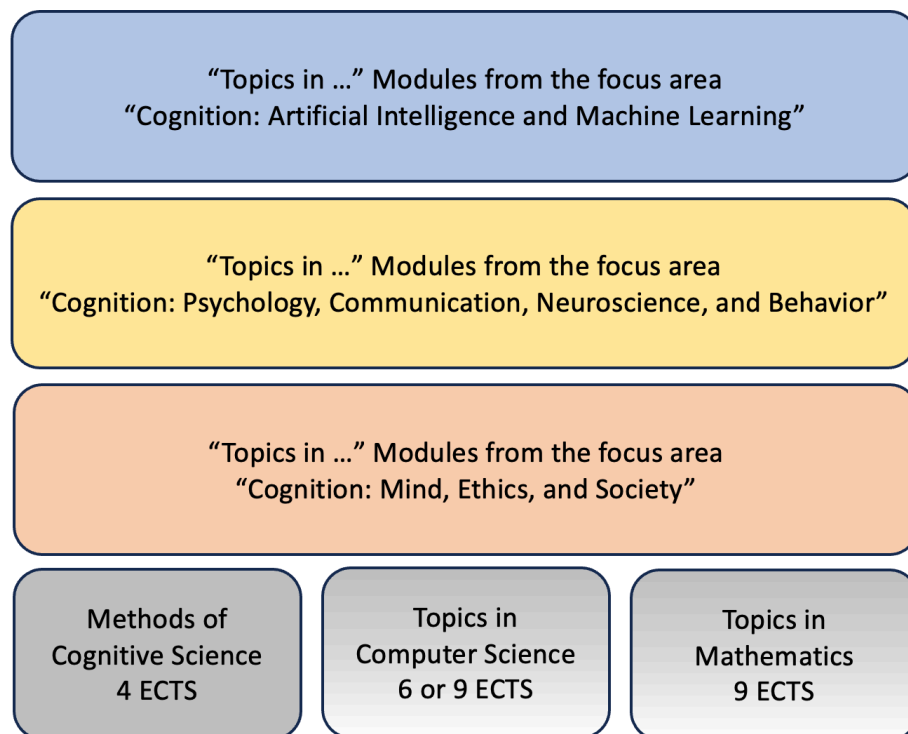 “Topics in …” Modules from the focus area
“Cognition: Artificial Intelligence and Machine Learning”
“Topics in …” Modules from the focus area
“Cognition: Psychology, Communication, Neuroscience, and Behavior”
“Topics in …” Modules from the focus area
“Cognition: Mind, Ethics, and Society”
Methods of
Cognitive Science
4 ECTS
Topics in
Computer Science
6 or 9 ECTS
Topics in
Mathematics
9 ECTS